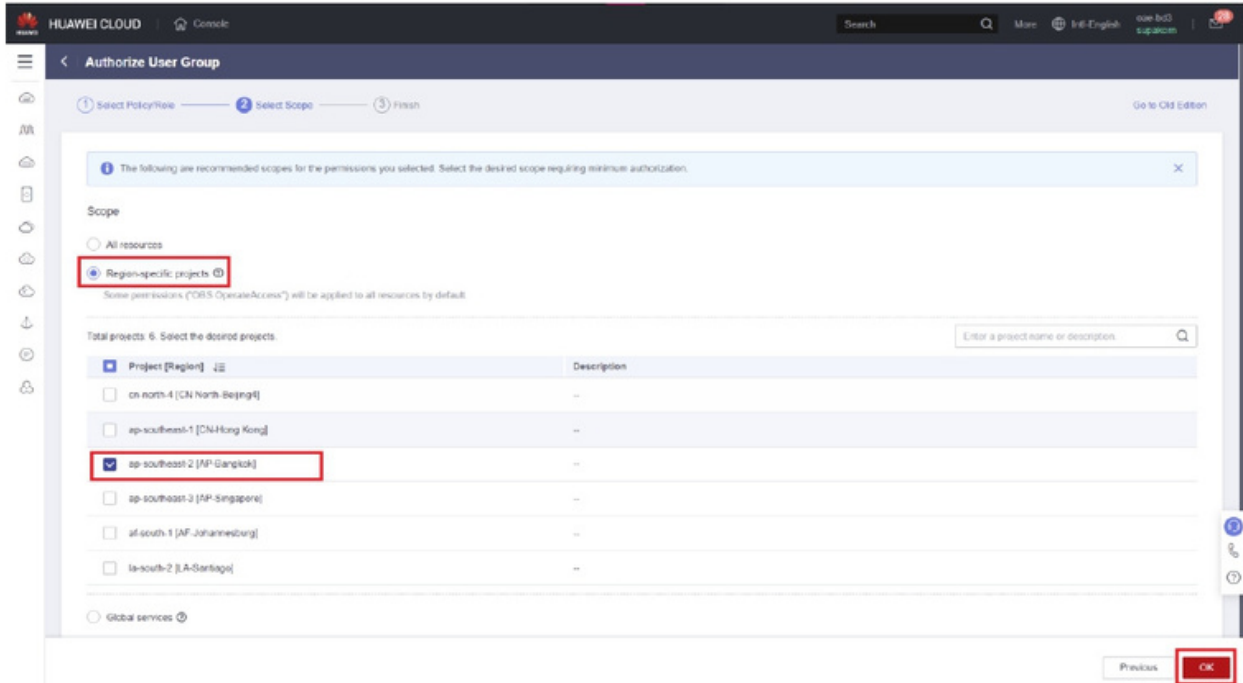 HUAWEI
HUAWEI CLOUD
Console
Search
More
Intl-English
supakorn
Authorize User Group
1 Select Policy/Role
2 Select Scope
3 Finish
Go to Old Edition
The following are recommended scopes for the permissions you selected. Select the desired scope requiring minimum authorization.
Scope
All resources
Region-specific projects
Some permissions ("OBS OperateAccess") will be applied to all resources by default
Total projects: 6. Select the desired projects.
Enter a project name or description.
Project [Region]
Description
cn-north-4 [CN North-Beijing4]
--
ap-southeast-1 [CN-Hong Kong]
--
ap-southeast-2 [AP-Bangkok]
--
ap-southeast-3 [AP-Singapore]
--
af-south-1 [AF-Johannesburg]
--
la-south-2 [LA-Santiago]
--
Global services
Previous
OK